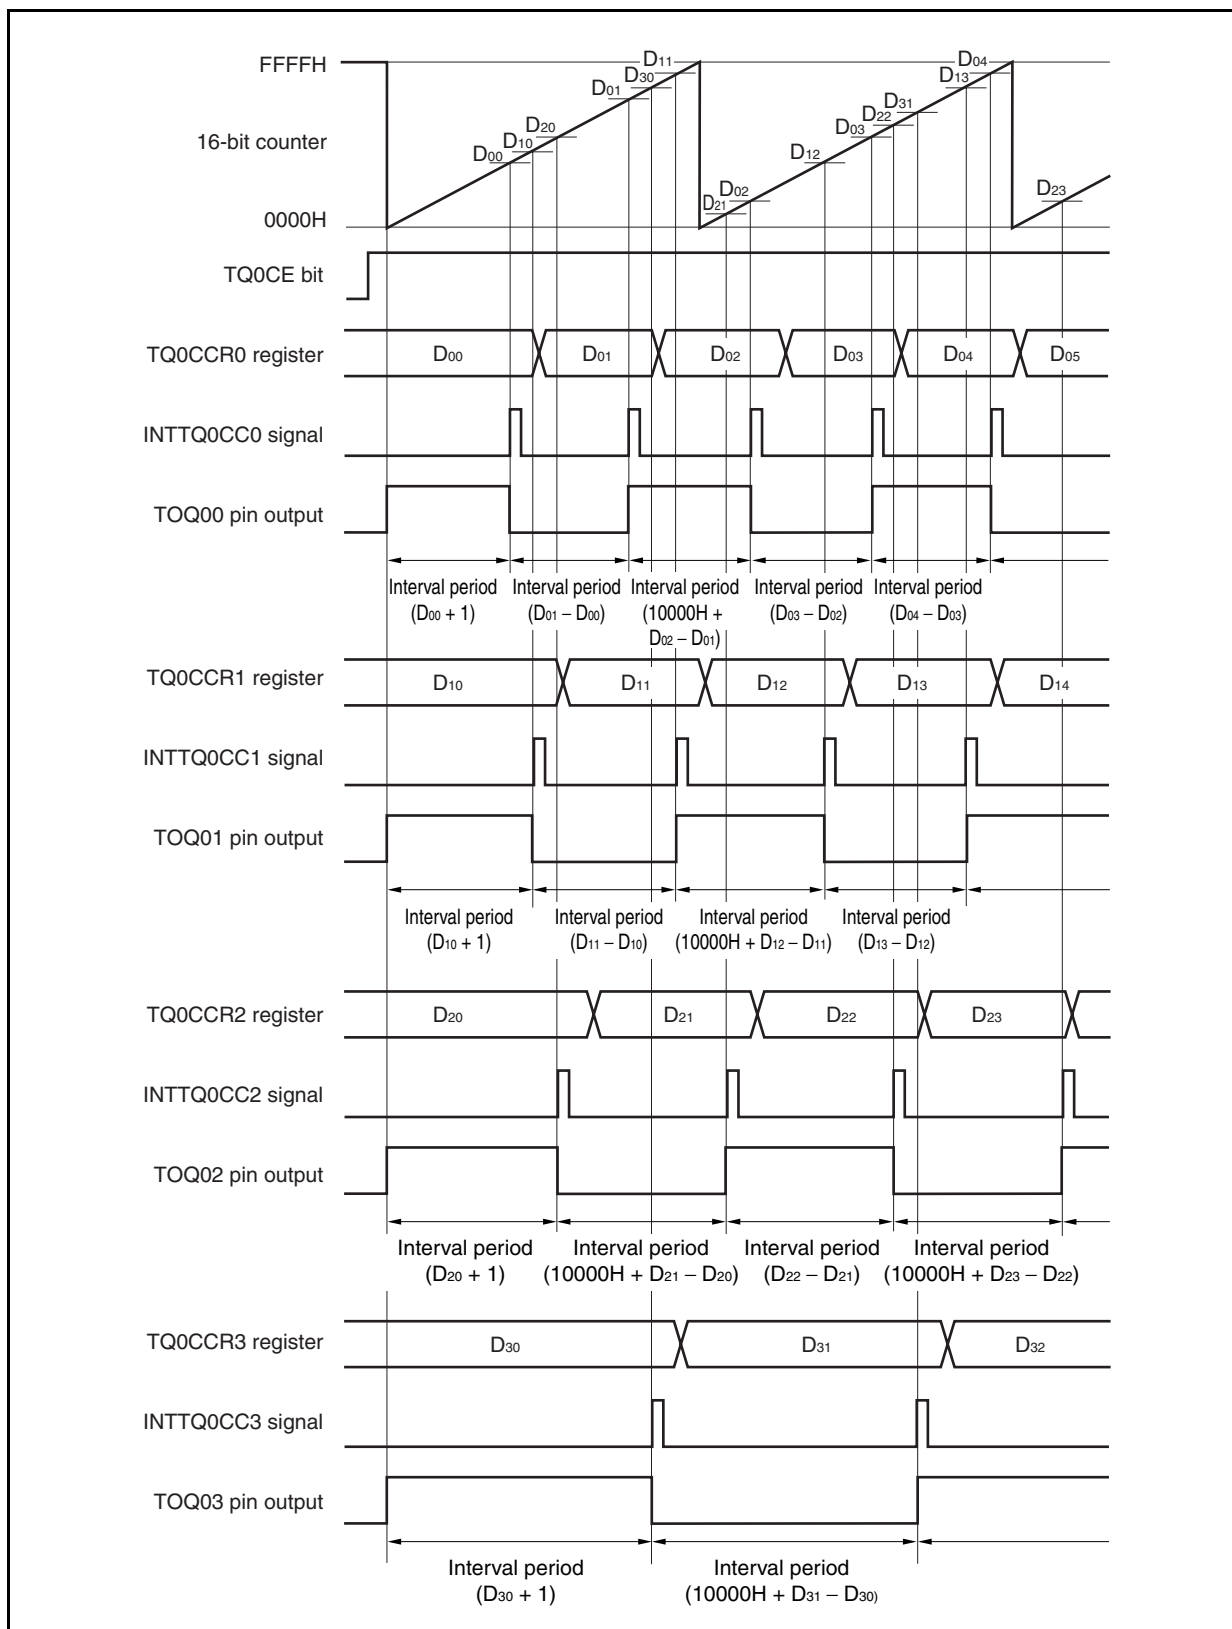 FFFFH
D11
D04
D30
D13
D01
D31
D22
16-bit counter
D20
D03
D10
D00
D12
D02
D23
D21
0000H
TQ0CE bit
TQ0CCR0 register
D00
D01
D02
D03
D04
D05
INTTQ0CC0 signal
TOQ00 pin output
Interval period
(D00 + 1)
Interval period
(D01 – D00)
Interval period
(10000H +
D02 – D01)
Interval period
(D03 – D02)
Interval period
(D04 – D03)
TQ0CCR1 register
D10
D11
D12
D13
D14
INTTQ0CC1 signal
TOQ01 pin output
Interval period
(D10 + 1)
Interval period
(D11 – D10)
Interval period
(10000H + D12 – D11)
Interval period
(D13 – D12)
TQ0CCR2 register
D20
D21
D22
D23
INTTQ0CC2 signal
TOQ02 pin output
Interval period
(D20 + 1)
Interval period
(10000H + D21 – D20)
Interval period
(D22 – D21)
Interval period
(10000H + D23 – D22)
TQ0CCR3 register
D30
D31
D32
INTTQ0CC3 signal
TOQ03 pin output
Interval period
(D30 + 1)
Interval period
(10000H + D31 – D30)